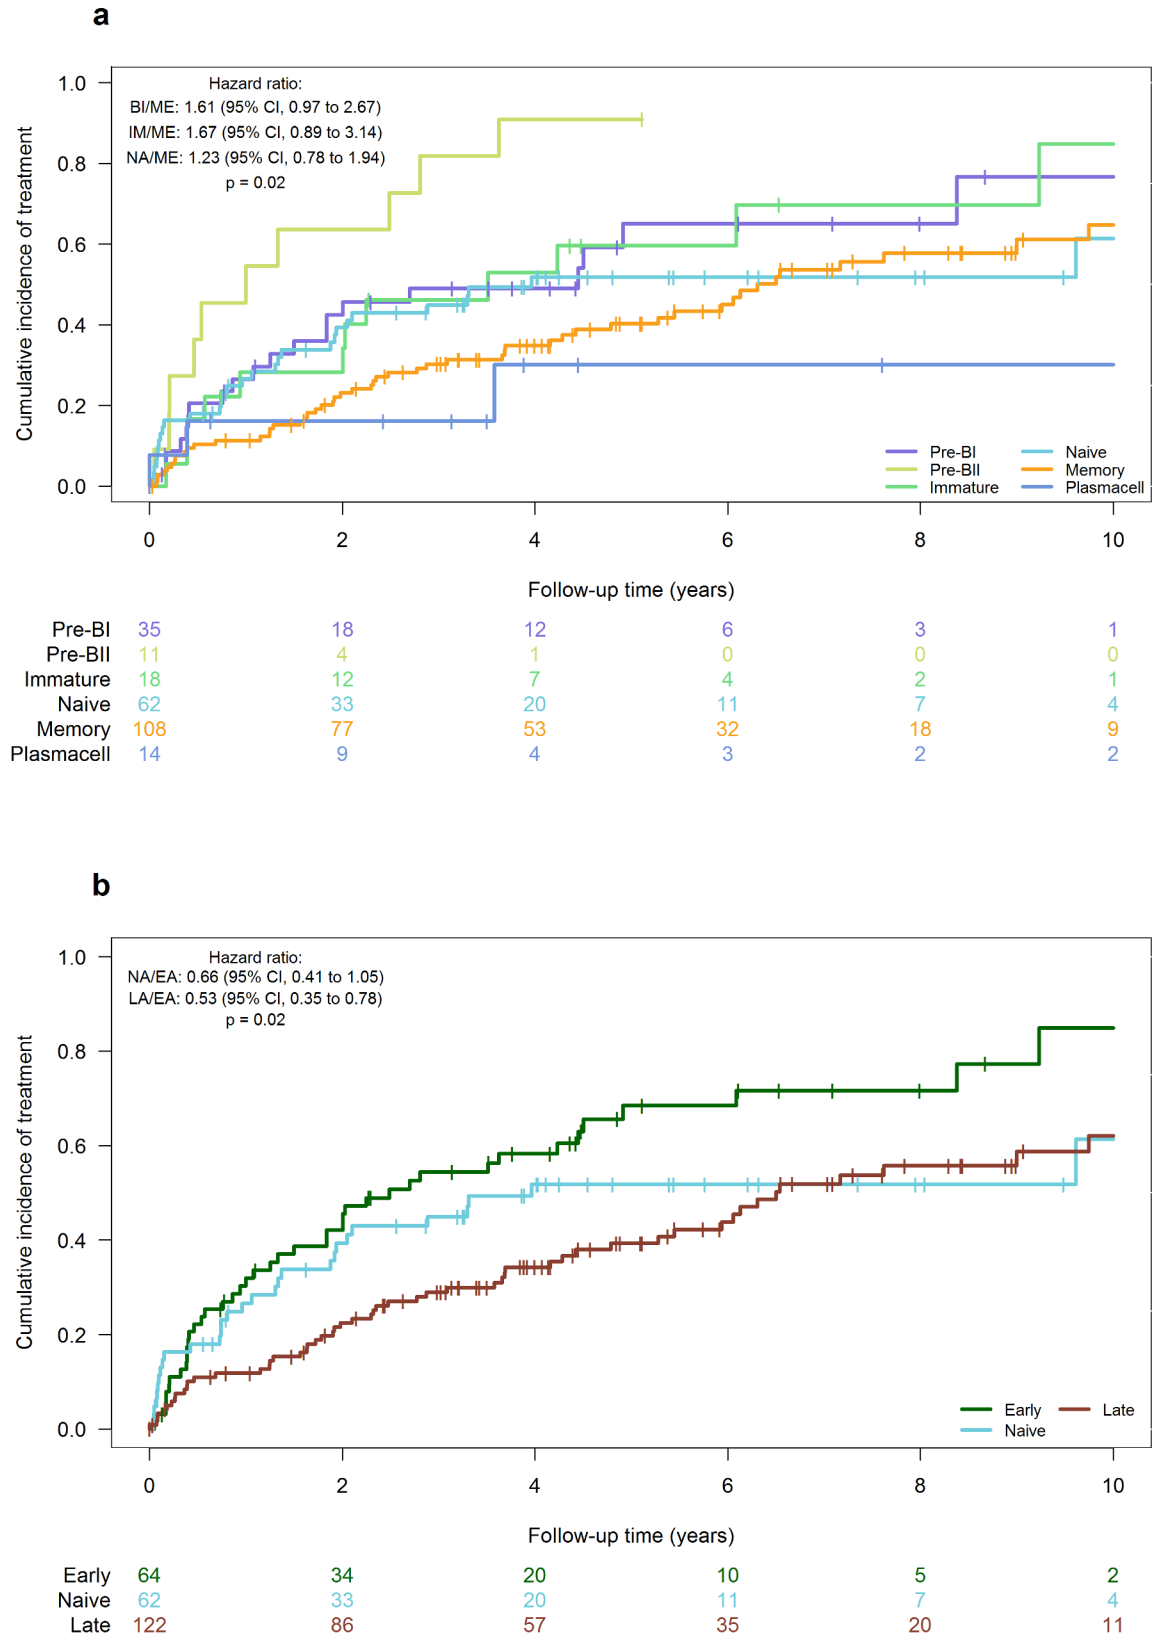 a
Hazard ratio:
BI/ME: 1.61 (95% CI, 0.97 to 2.67)
IM/ME: 1.67 (95% CI, 0.89 to 3.14)
NA/ME: 1.23 (95% CI, 0.78 to 1.94)
p = 0.02
Cumulative incidence of treatment
1.0
0.8
0.6
0.4
0.2
0.0
Pre-BI
Pre-BII
Immature
Naive
Memory
Plasmacell
0 2 4 6 8 10
Follow-up time (years)
Pre-BI 35 18 12 6 3 1
Pre-BII 11 4 1 0 0 0
Immature 18 12 7 4 2 1
Naive 62 33 20 11 7 4
Memory 108 77 53 32 18 9
Plasmacell 14 9 4 3 2 2
b
Hazard ratio:
NA/EA: 0.66 (95% CI, 0.41 to 1.05)
LA/EA: 0.53 (95% CI, 0.35 to 0.78)
p = 0.02
Cumulative incidence of treatment
1.0
0.8
0.6
0.4
0.2
0.0
Early
Naive
Late
0 2 4 6 8 10
Follow-up time (years)
Early 64 34 20 10 5 2
Naive 62 33 20 11 7 4
Late 122 86 57 35 20 11